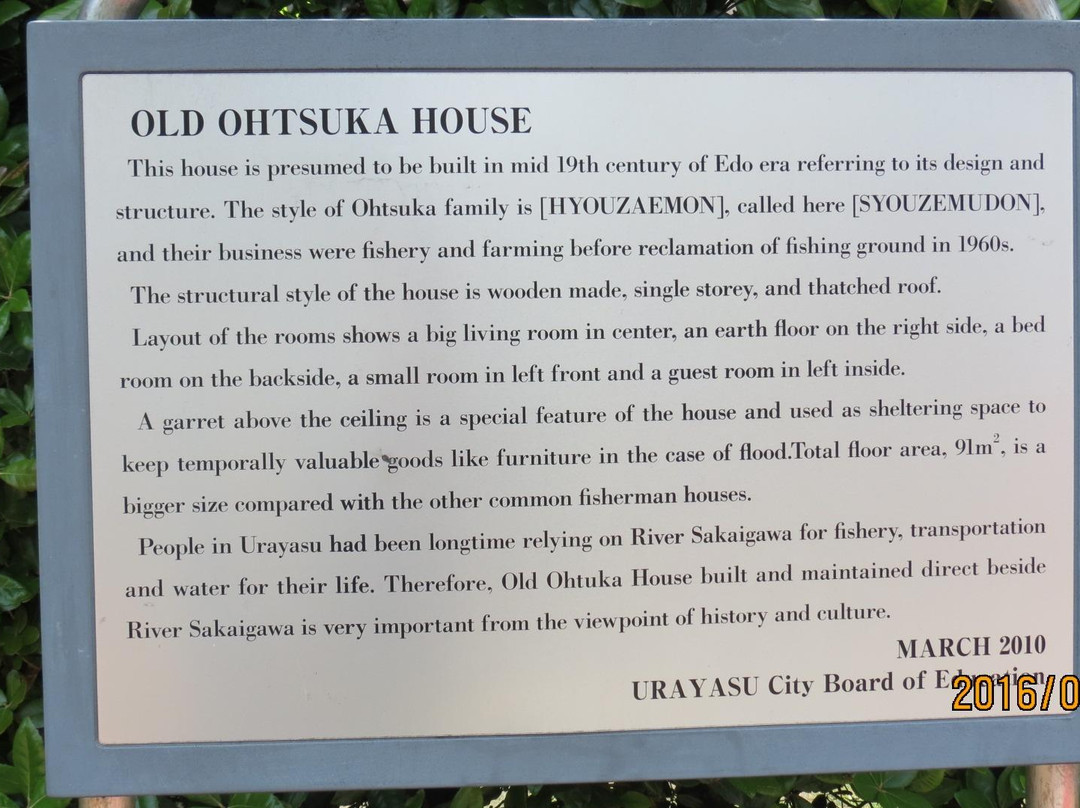 OLD OHTSUKA HOUSE
This house is presumed to be built in mid 19th century of Edo era referring to its design and
structure. The style of Ohtsuka family is [HYOUZAEMON], called here [SYOUZEMUDON],
and their business were fishery and farming before reclamation of fishing ground in 1960s.
The structural style of the house is wooden made, single storey, and thatched roof.
Layout of the rooms shows a big living room in center, an earth floor on the right side, a bed
room on the backside, a small room in left front and a guest room in left inside.
A garret above the ceiling is a special feature of the house and used as sheltering space to
keep temporally valuable goods like furniture in the case of flood.Total floor area, 91m², is a
bigger size compared with the other common fisherman houses.
People in Urayasu had been longtime relying on River Sakaigawa for fishery, transportation
and water for their life. Therefore, Old Ohtuka House built and maintained direct beside
River Sakaigawa is very important from the viewpoint of history and culture.
MARCH 2010
URAYASU City Board of Education
2016/0